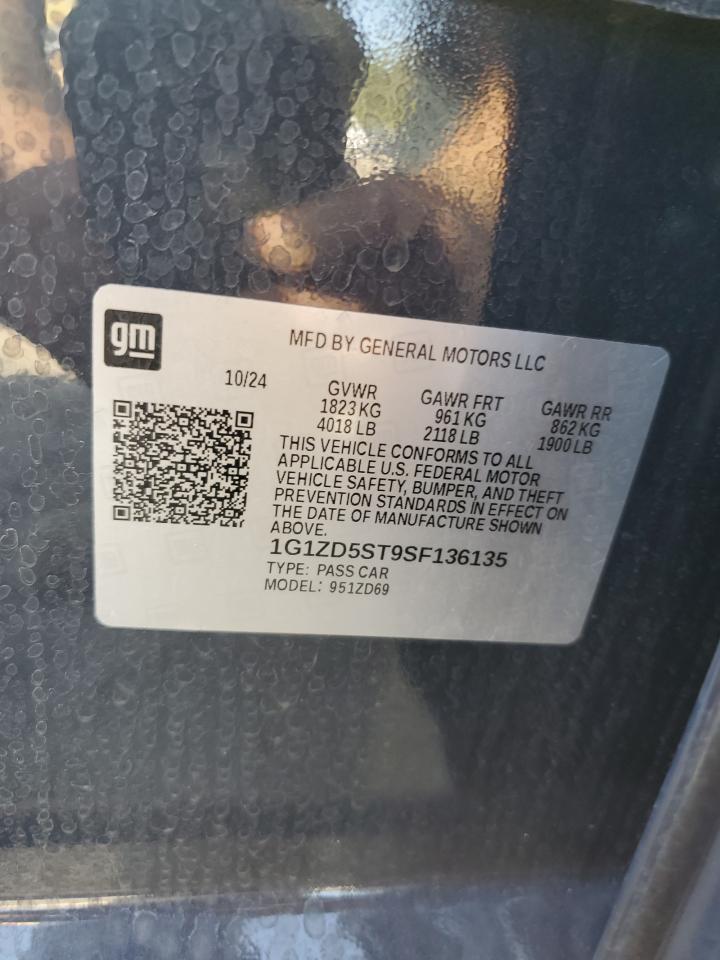 gm
MFD BY GENERAL MOTORS LLC
10/24
GVWR
1823 KG
4018 LB
GAWR FRT
961 KG
2118 LB
GAWR RR
862 KG
1900 LB
THIS VEHICLE CONFORMS TO ALL
APPLICABLE U.S. FEDERAL MOTOR
VEHICLE SAFETY, BUMPER, AND THEFT
PREVENTION STANDARDS IN EFFECT ON
THE DATE OF MANUFACTURE SHOWN
ABOVE.
1G1ZD5ST9SF136135
TYPE: PASS CAR
MODEL: 951ZD69